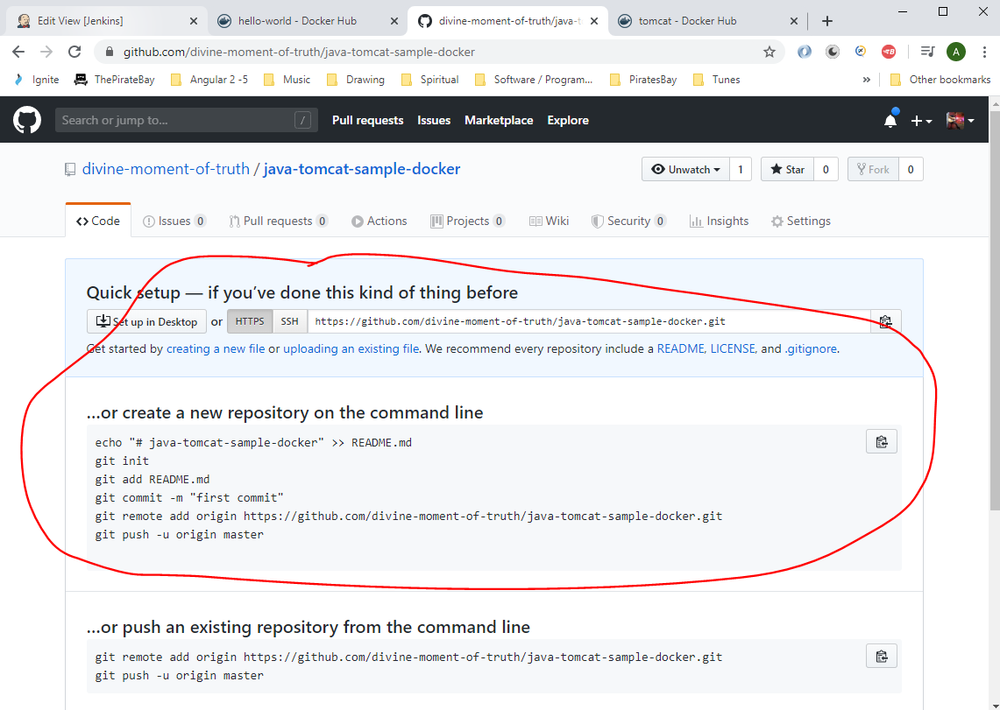 Edit View [Jenkins]
hello-world - Docker Hub
divine-moment-of-truth/java-to
tomcat - Docker Hub
github.com/divine-moment-of-truth/java-tomcat-sample-docker
A
Ignite
ThePirateBay
Angular 2 -5
Music
Drawing
Spiritual
Software / Program...
PiratesBay
Tunes
»
Other bookmarks
Search or jump to...
/
Pull requests
Issues
Marketplace
Explore
divine-moment-of-truth / java-tomcat-sample-docker
Unwatch 1
Star 0
Fork 0
Code
Issues 0
Pull requests 0
Actions
Projects 0
Wiki
Security 0
Insights
Settings
Quick setup — if you’ve done this kind of thing before
Set up in Desktop or HTTPS SSH https://github.com/divine-moment-of-truth/java-tomcat-sample-docker.git
Get started by creating a new file or uploading an existing file. We recommend every repository include a README, LICENSE, and .gitignore.
…or create a new repository on the command line
echo "# java-tomcat-sample-docker" >> README.md
git init
git add README.md
git commit -m "first commit"
git remote add origin https://github.com/divine-moment-of-truth/java-tomcat-sample-docker.git
git push -u origin master
…or push an existing repository from the command line
git remote add origin https://github.com/divine-moment-of-truth/java-tomcat-sample-docker.git
git push -u origin master